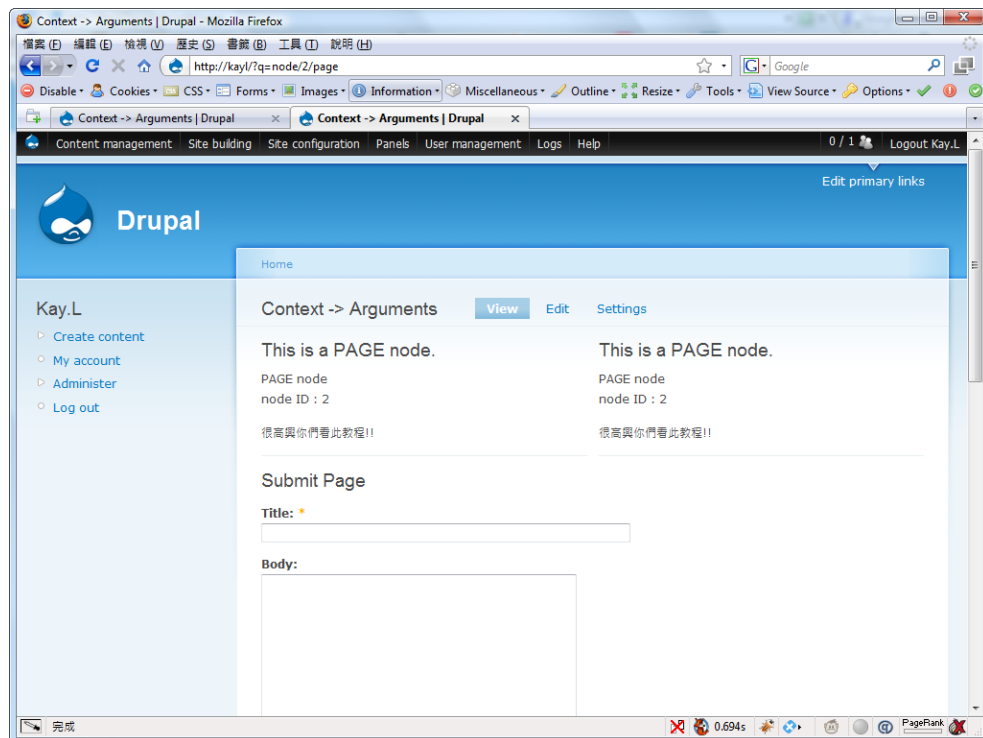 Context -> Arguments | Drupal - Mozilla Firefox
檔案(F) 編輯(E) 檢視(V) 歷史(S) 書籤(B) 工具(T) 說明(H)
http://kayl/?q=node/2/page G Google
Disable Cookies CSS Forms Images Information Miscellaneous Outline Resize Tools View Source Options
Context -> Arguments | Drupal Context -> Arguments | Drupal
Content management Site building Site configuration Panels User management Logs Help 0 / 1 Logout Kay.L
Edit primary links
Drupal
Home
Kay.L
Create content
My account
Administer
Log out
Context -> Arguments View Edit Settings
This is a PAGE node. This is a PAGE node.
PAGE node PAGE node
node ID : 2 node ID : 2
很高興你們看此教程!! 很高興你們看此教程!!
Submit Page
Title: *
Body:
完成 0.694s PageRank